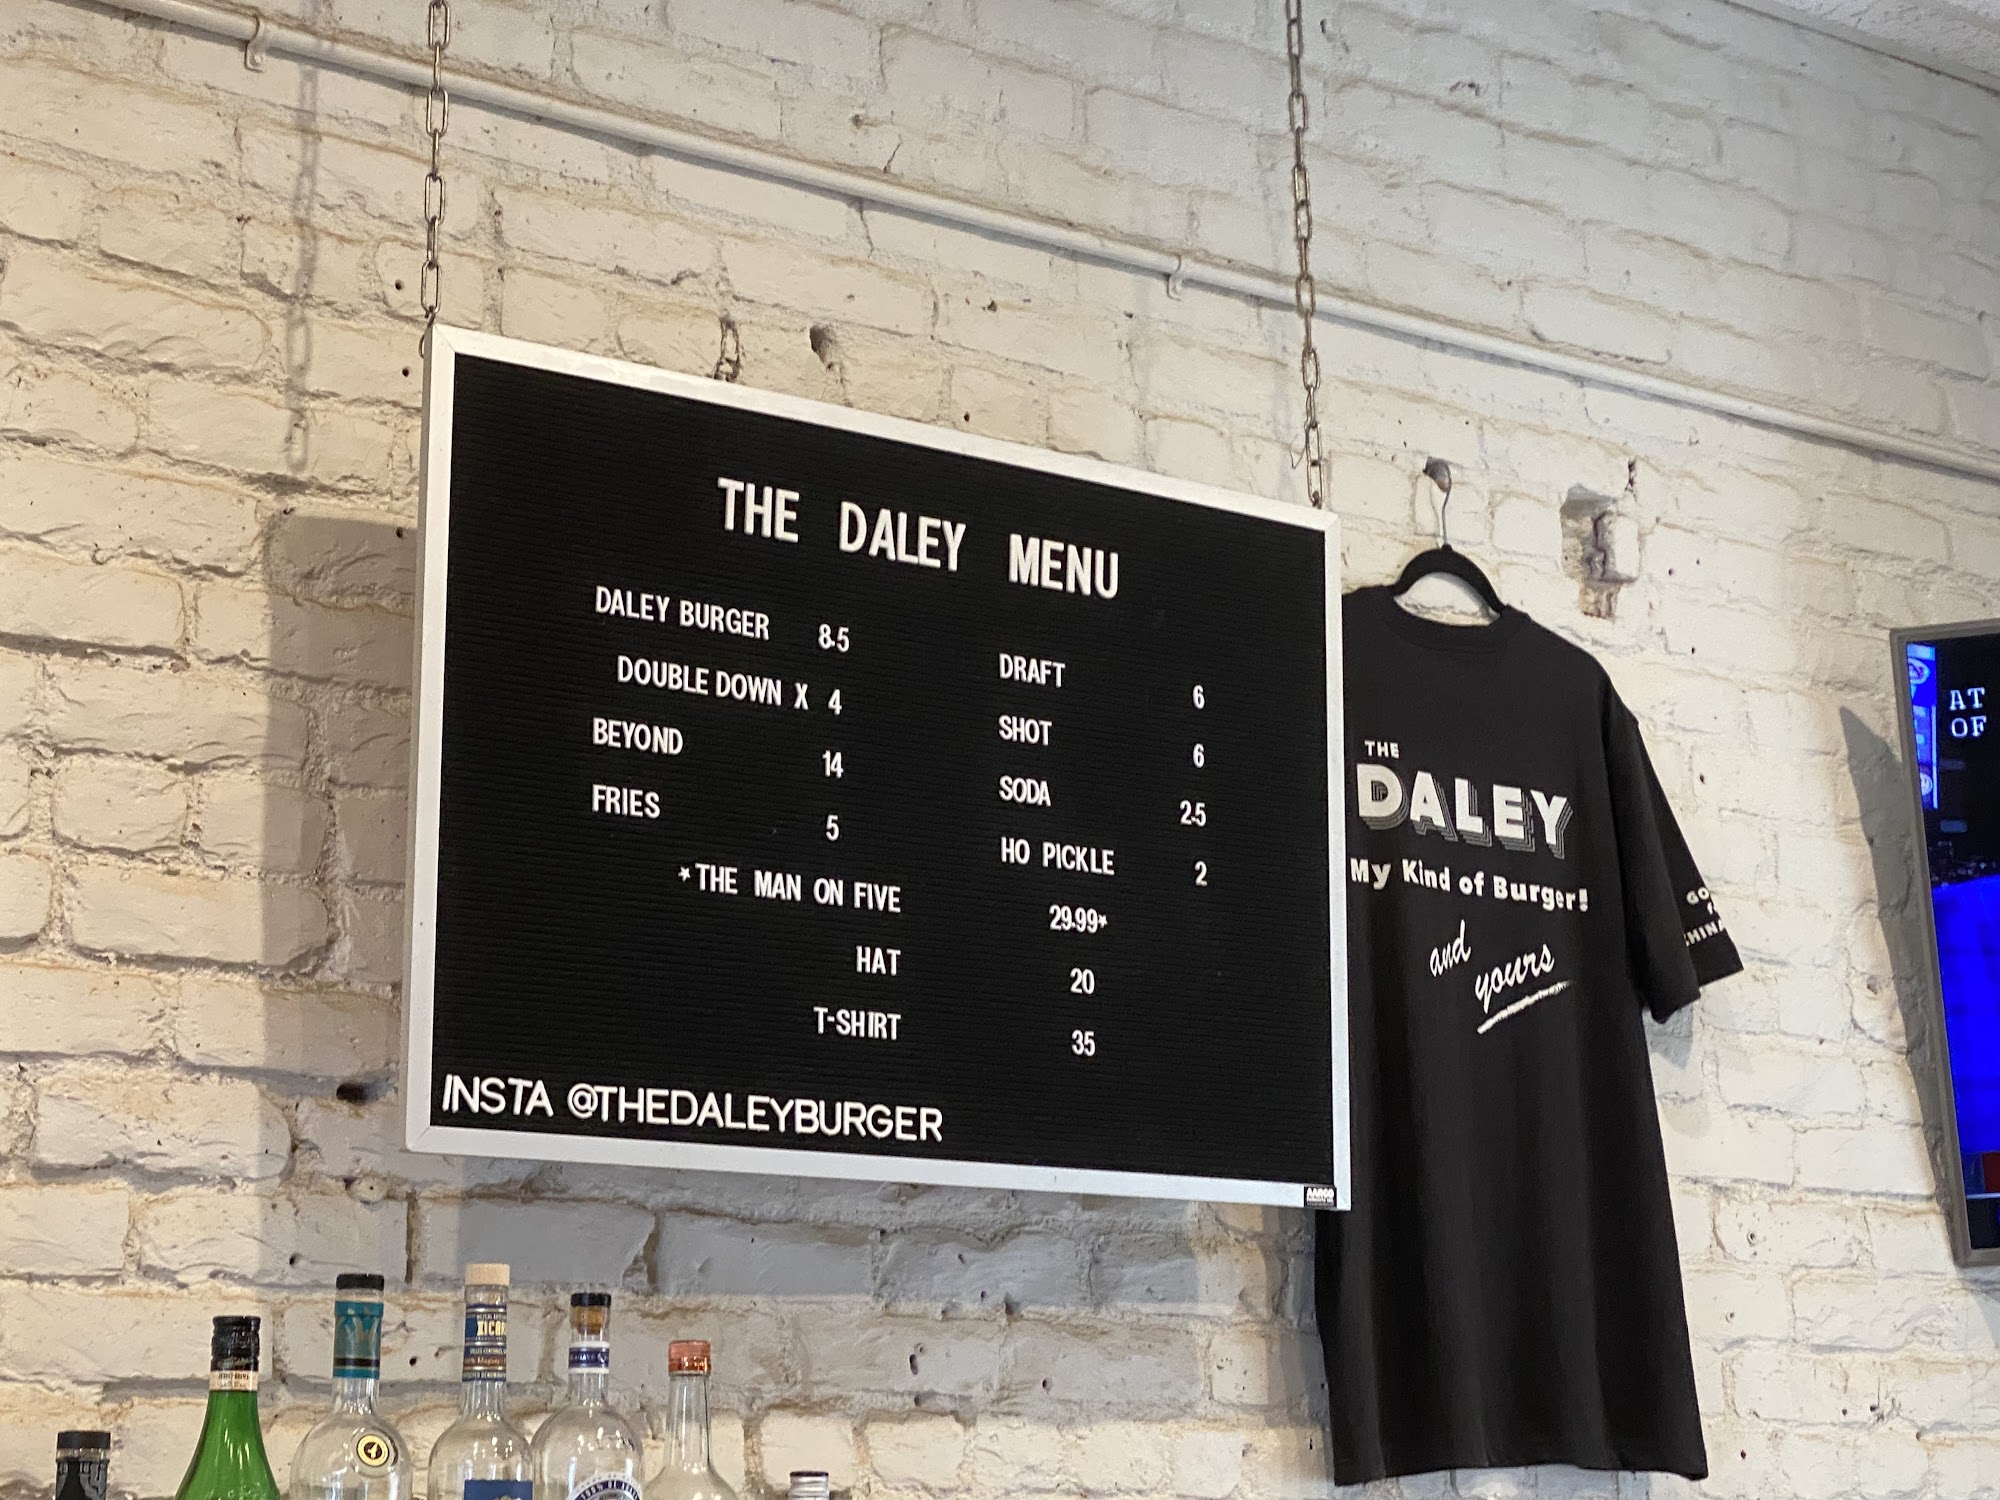 THE DALEY MENU
DALEY BURGER 8.5
DOUBLE DOWN X 4
BEYOND 14
FRIES 5
DRAFT 6
SHOT 6
SODA 2.5
HO PICKLE 2
*THE MAN ON FIVE 29.99*
HAT 20
T-SHIRT 35
INSTA @THEDALEYBURGER
THE
DALEY
My Kind of Burger!!
and
yours
AT
OF